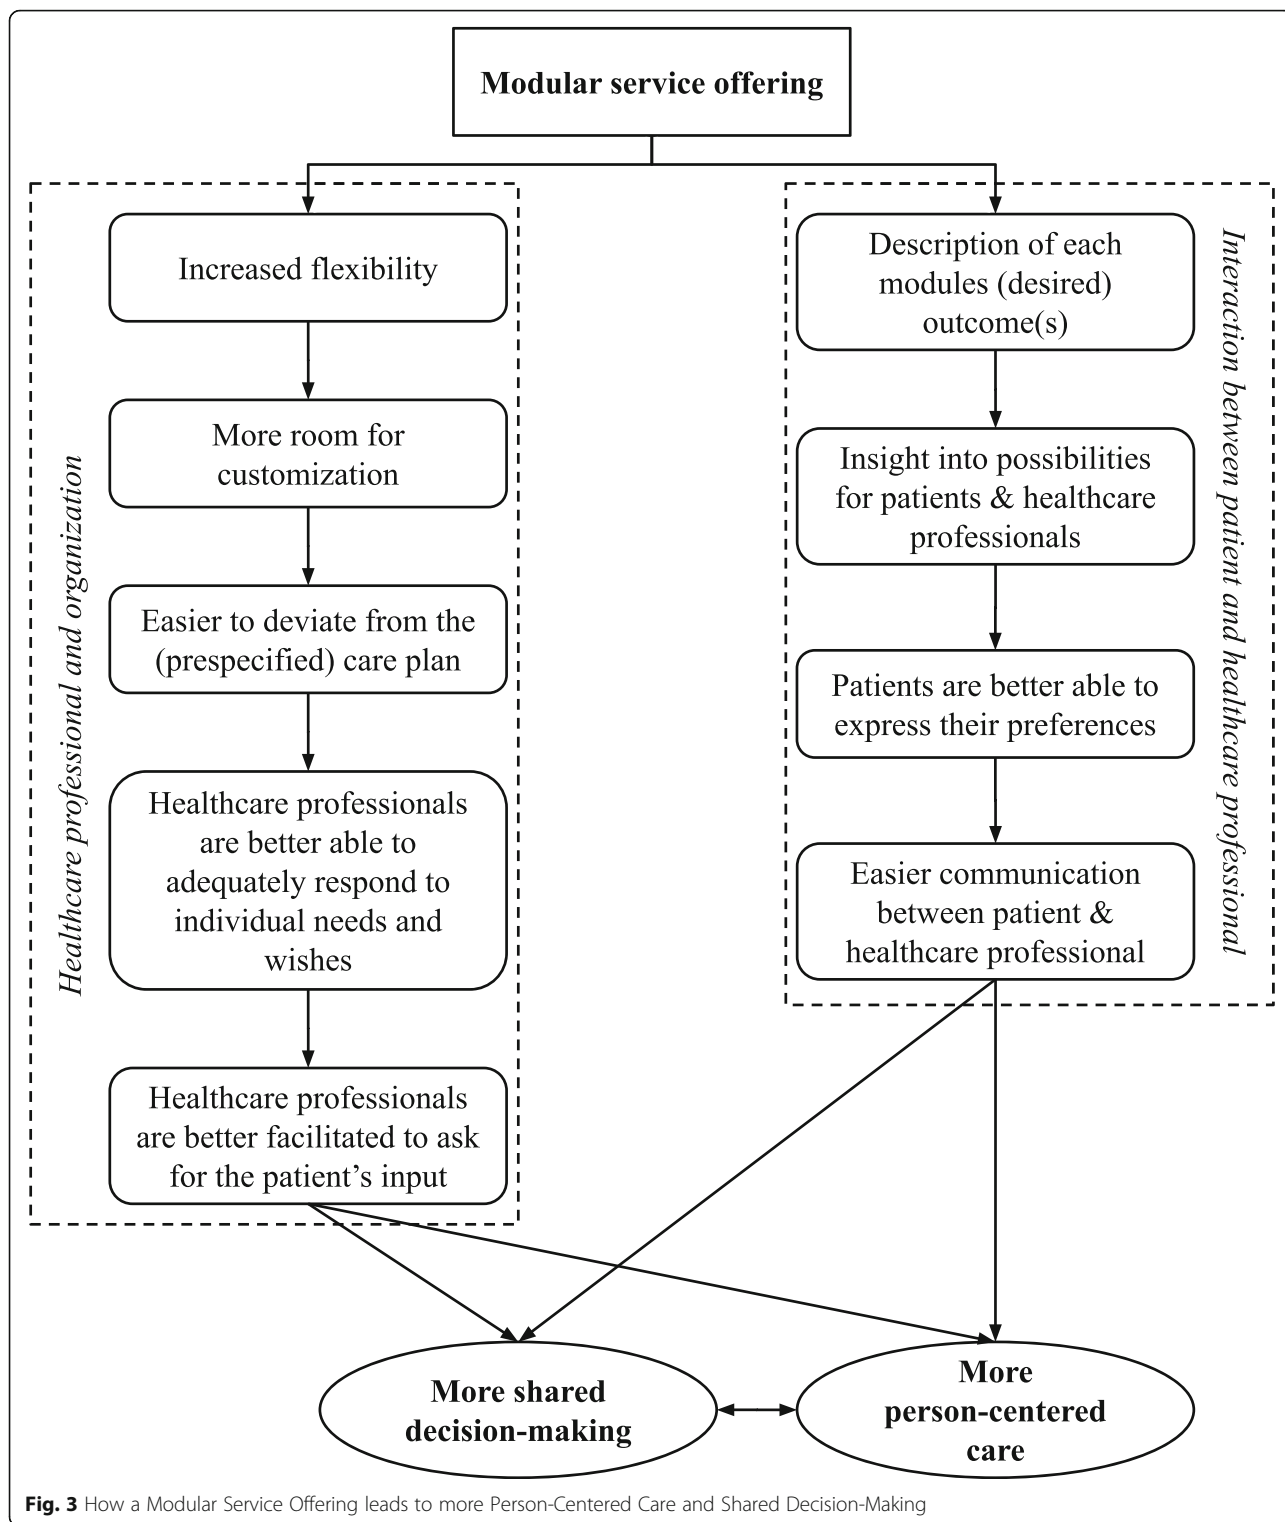 Modular service offering
Healthcare professional and organization
Increased flexibility
More room for
customization
Easier to deviate from the
(prespecified) care plan
Healthcare professionals
are better able to
adequately respond to
individual needs and
wishes
Healthcare professionals
are better facilitated to ask
for the patient’s input
Description of each
modules (desired)
outcome(s)
Insight into possibilities
for patients & healthcare
professionals
Patients are better able to
express their preferences
Easier communication
between patient &
healthcare professional
Interaction between patient and healthcare professional
More shared
decision-making
More
person-centered
care
Fig. 3 How a Modular Service Offering leads to more Person-Centered Care and Shared Decision-Making